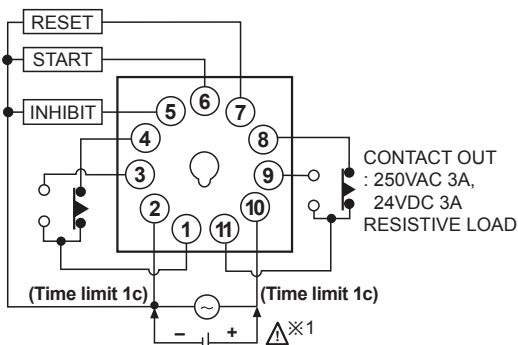 RESET
START
INHIBIT
6
5
7
4
8
3
9
2
10
1
11
CONTACT OUT
: 250VAC 3A,
24VDC 3A
RESISTIVE LOAD
(Time limit 1c)
(Time limit 1c)
− +
※1